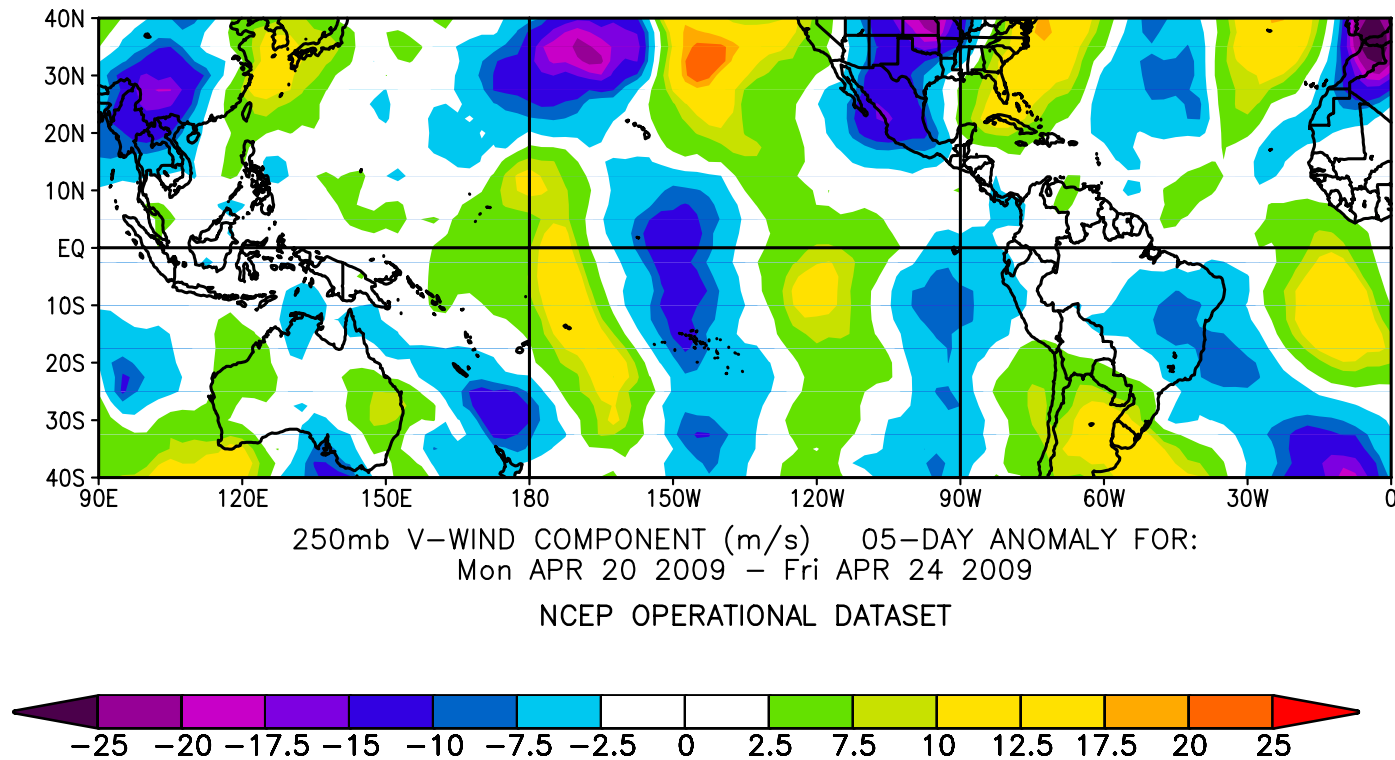 40N
30N
20N
10N
EQ
10S
20S
30S
40S
90E 120E 150E 180 150W 120W 90W 60W 30W 0
250mb V-WIND COMPONENT (m/s) 05-DAY ANOMALY FOR:
Mon APR 20 2009 - Fri APR 24 2009
NCEP OPERATIONAL DATASET
-25 -20 -17.5 -15 -10 -7.5 -2.5 0 2.5 7.5 10 12.5 17.5 20 25